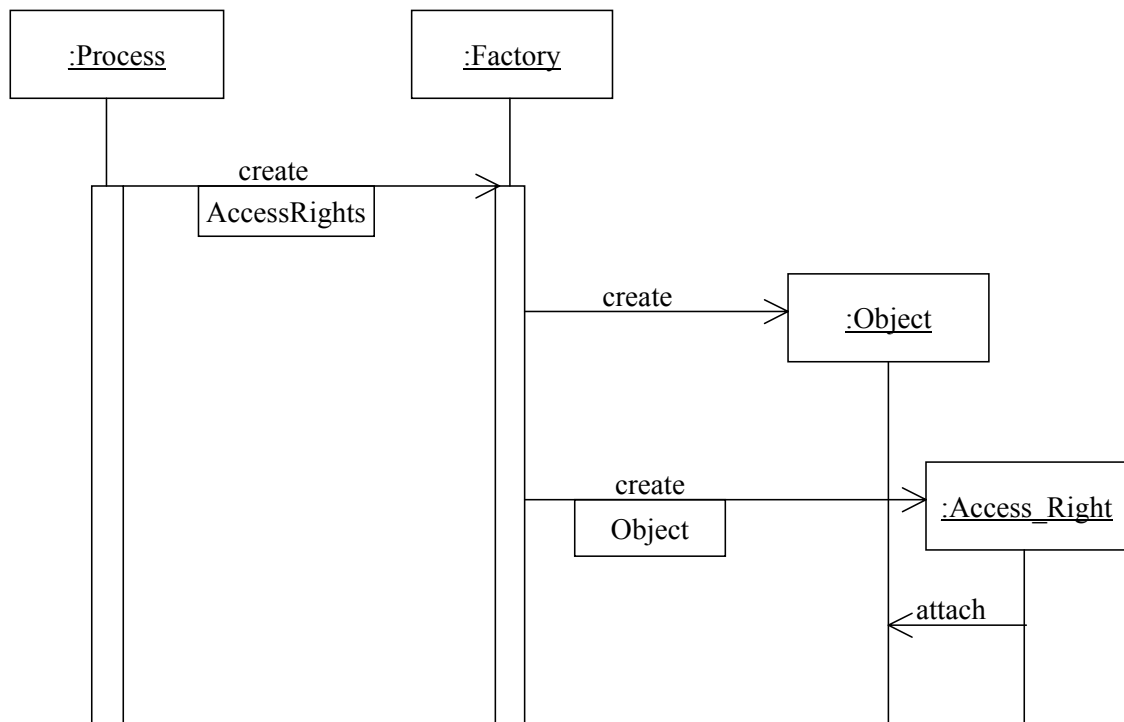 :Process
:Factory
create
AccessRights
create
:Object
create
Object
:Access_Right
attach